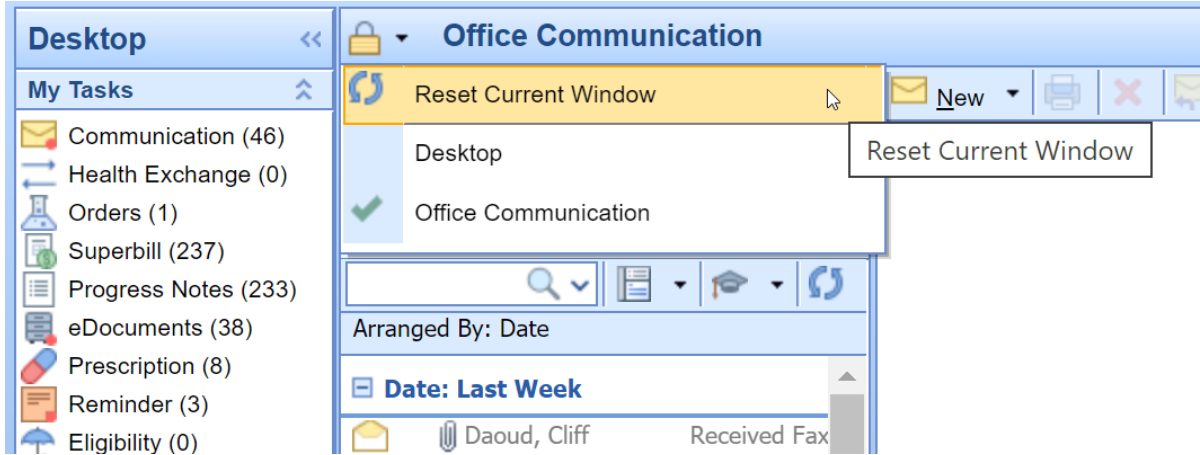 Desktop
Office Communication
My Tasks
Reset Current Window
New
Reset Current Window
Communication (46)
Desktop
Health Exchange (0)
Orders (1)
Office Communication
Superbill (237)
Progress Notes (233)
eDocuments (38)
Arranged By: Date
Prescription (8)
Reminder (3)
Date: Last Week
Eligibility (0)
Daoud, Cliff Received Fax